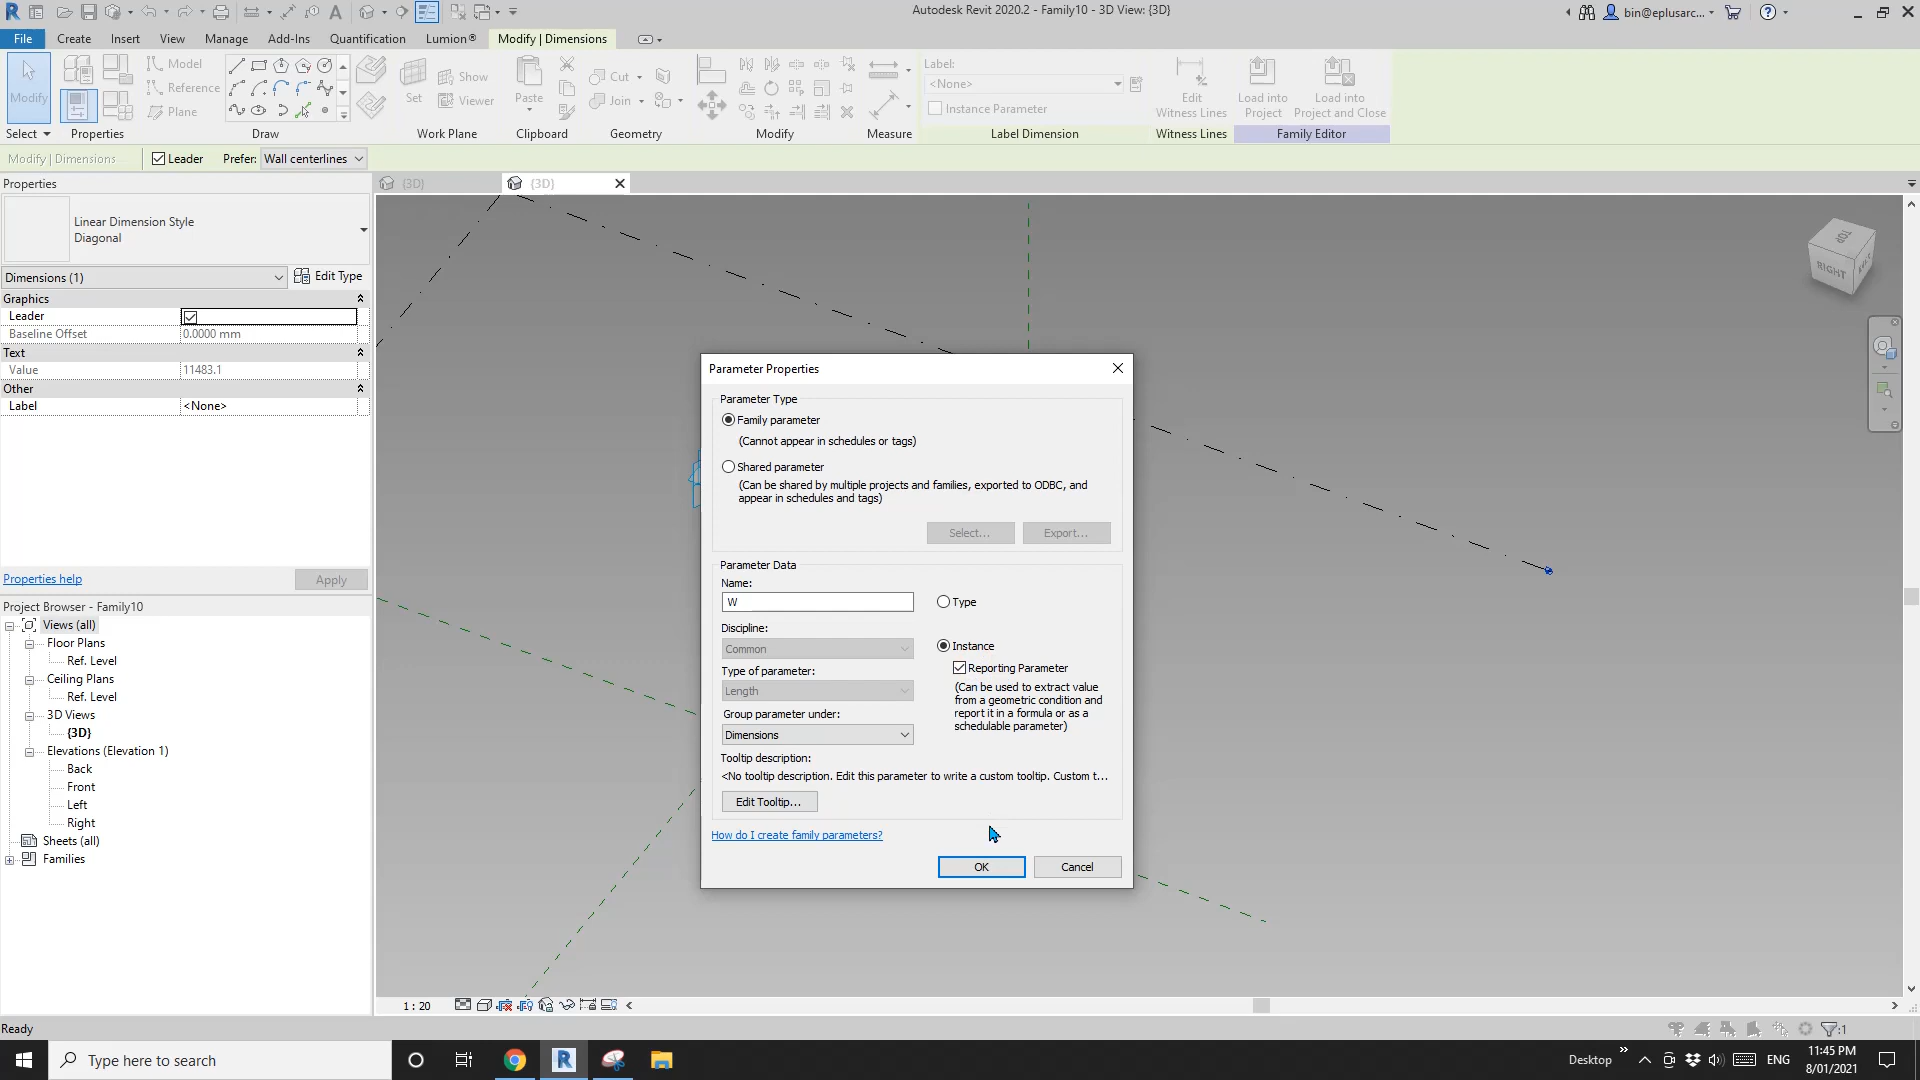 Autodesk Revit 2020.2 - Family10 - 3D View: {3D}
bin@eplusarc...
File
Create
Insert
View
Manage
Add-Ins
Quantification
Lumion®
Modify | Dimensions
Modify
Model
Reference
Plane
Set
Show
Viewer
Paste
Cut
Join
Label:
<None>
Instance Parameter
Edit
Witness Lines
Load into
Project
Load into
Project and Close
Select
Properties
Draw
Work Plane
Clipboard
Geometry
Modify
Measure
Label Dimension
Witness Lines
Family Editor
Modify | Dimensions
Leader
Prefer:
Wall centerlines
Properties
{3D}
{3D}
Linear Dimension Style
Diagonal
Dimensions (1)
Edit Type
Graphics
Leader
Baseline Offset
0.0000 mm
Text
Value
11483.1
Other
Label
<None>
Properties help
Apply
Project Browser - Family10
Views (all)
Floor Plans
Ref. Level
Ceiling Plans
Ref. Level
3D Views
{3D}
Elevations (Elevation 1)
Back
Front
Left
Right
Sheets (all)
Families
TOP
RIGHT
Parameter Properties
Parameter Type
Family parameter
(Cannot appear in schedules or tags)
Shared parameter
(Can be shared by multiple projects and families, exported to ODBC, and
appear in schedules and tags)
Select...
Export...
Parameter Data
Name:
W
Type
Discipline:
Common
Instance
Type of parameter:
Reporting Parameter
Length
(Can be used to extract value
from a geometric condition and
report it in a formula or as a
schedulable parameter)
Group parameter under:
Dimensions
Tooltip description:
<No tooltip description. Edit this parameter to write a custom tooltip. Custom t...
Edit Tooltip...
How do I create family parameters?
OK
Cancel
1 : 20
Ready
:1
Type here to search
Desktop
ENG
11:45 PM
8/01/2021